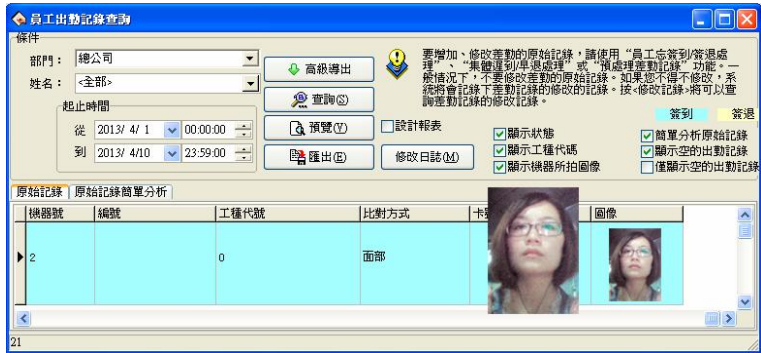 員工出勤記錄查詢
條件
部門：
總公司
姓名：
<全部>
起止時間
從 2013/ 4/ 1 00:00:00
到 2013/ 4/10 23:59:00
高級導出
查詢(S)
預覽(V)
匯出(E)
要增加、修改差勤的原始記錄，請使用“員工忘簽到/簽退處
理”、“集體遲到/早退處理”或“預處理差勤記錄”功能。一
般情況下，不要修改差勤的原始記錄。如果您不得不修改，系
統將會記錄下差勤記錄的修改的記錄。按<修改記錄>將可以查
詢差勤記錄的修改記錄。
簽到 簽退
設計報表
修改日誌(M)
顯示狀態
顯示工種代碼
顯示機器所拍圖像
簡單分析原始記錄
顯示空的出勤記錄
僅顯示空的出勤記錄
原始記錄 原始記錄簡單分析
機器號 編號 工種代號 比對方式 圖像
2 0 面部
21